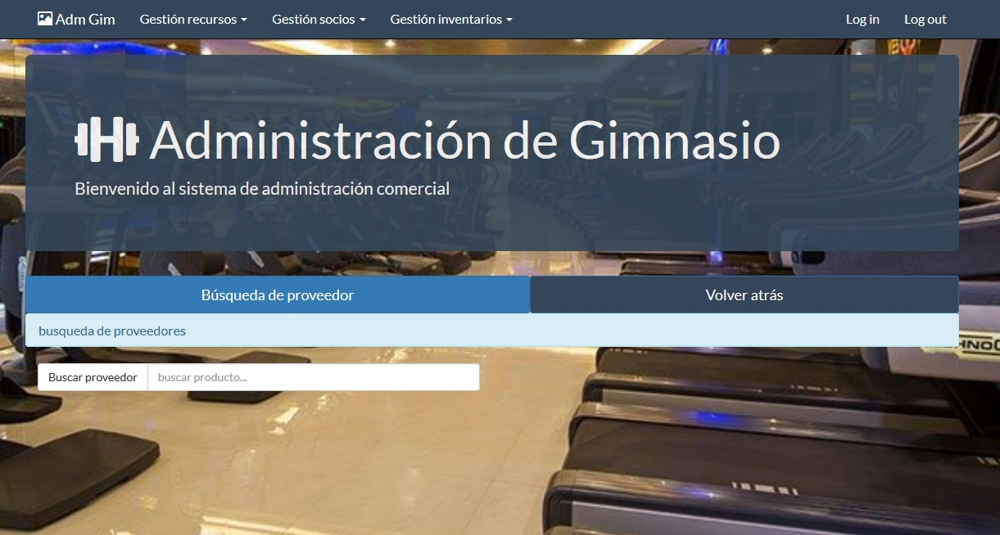 Adm Gim Gestión recursos Gestión socios Gestión inventarios Log in Log out
Administración de Gimnasio
Bienvenido al sistema de administración comercial
Búsqueda de proveedor Volver atrás
busqueda de proveedores
Buscar proveedor buscar producto...